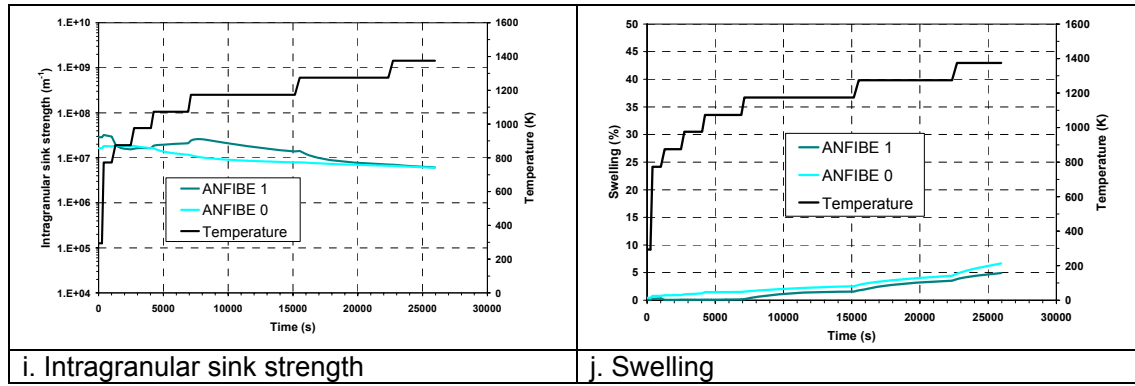 1.E+10
1.E+09
1.E+08
1.E+07
1.E+06
1.E+05
1.E+04
Intragranular sink strength (m-1)
1600
1400
1200
1000
800
600
400
200
0
Temperature (K)
ANFIBE 1
ANFIBE 0
Temperature
0 5000 10000 15000 20000 25000 30000
Time (s)
i. Intragranular sink strength
50
45
40
35
30
25
20
15
10
5
0
Swelling (%)
1600
1400
1200
1000
800
600
400
200
0
Temperature (K)
ANFIBE 1
ANFIBE 0
Temperature
0 5000 10000 15000 20000 25000 30000
Time (s)
j. Swelling